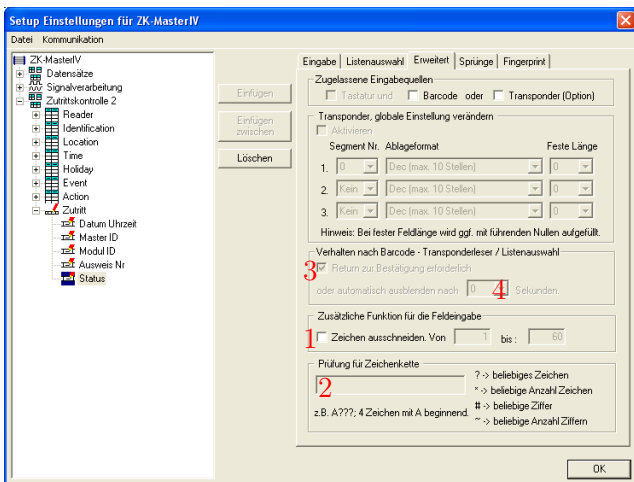 Setup Einstellungen für ZK-MasterIV
Datei Kommunikation
ZK-MasterIV
Datensätze
Signalverarbeitung
Zutrittskontrolle 2
Reader
Identification
Location
Time
Holiday
Event
Action
Zutritt
Datum Uhrzeit
Master ID
Modul ID
Ausweis Nr
Status
Einfügen
Einfügen
zwischen
Löschen
Eingabe Listenauswahl Erweitert Sprünge Fingerprint
Zugelassene Eingabequellen
Tastatur und Barcode oder Transponder (Option)
Transponder, globale Einstellung verändern
Aktivieren
Segment Nr. Ablageformat Feste Länge
1. 0 Dec (max. 10 Stellen) 0
2. Kein Dec (max. 10 Stellen) 0
3. Kein Dec (max. 10 Stellen) 0
Hinweis: Bei fester Feldlänge wird ggf. mit führenden Nullen aufgefüllt.
Verhalten nach Barcode - Transponderleser / Listenauswahl
3 Return zur Bestätigung erforderlich
oder automatisch ausblenden nach 0 4 Sekunden.
Zusätzliche Funktion für die Feldeingabe
1 Zeichen ausschneiden. Von 1 bis: 60
Prüfung für Zeichenkette
2
z.B. A???; 4 Zeichen mit A beginnend.
? -> beliebiges Zeichen
* -> beliebige Anzahl Zeichen
# -> beliebige Ziffer
~ -> beliebige Anzahl Ziffern
OK